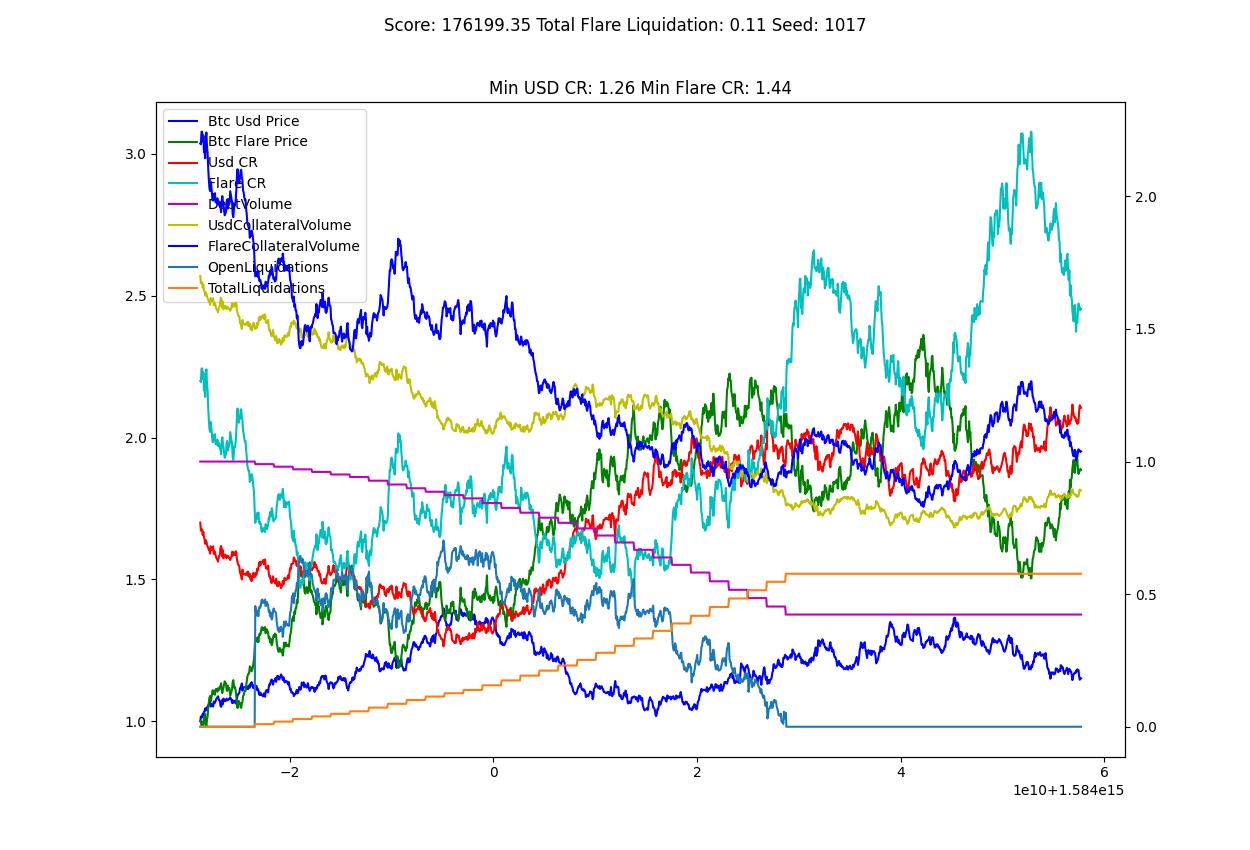 Score: 176199.35 Total Flare Liquidation: 0.11 Seed: 1017
Min USD CR: 1.26 Min Flare CR: 1.44
Btc Usd Price
Btc Flare Price
Usd CR
Flare CR
DebtVolume
UsdCollateralVolume
FlareCollateralVolume
OpenLiquidations
TotalLiquidations
3.0
2.5
2.0
1.5
1.0
2.0
1.5
1.0
0.5
0.0
−2
0
2
4
6
1e10+1.584e15